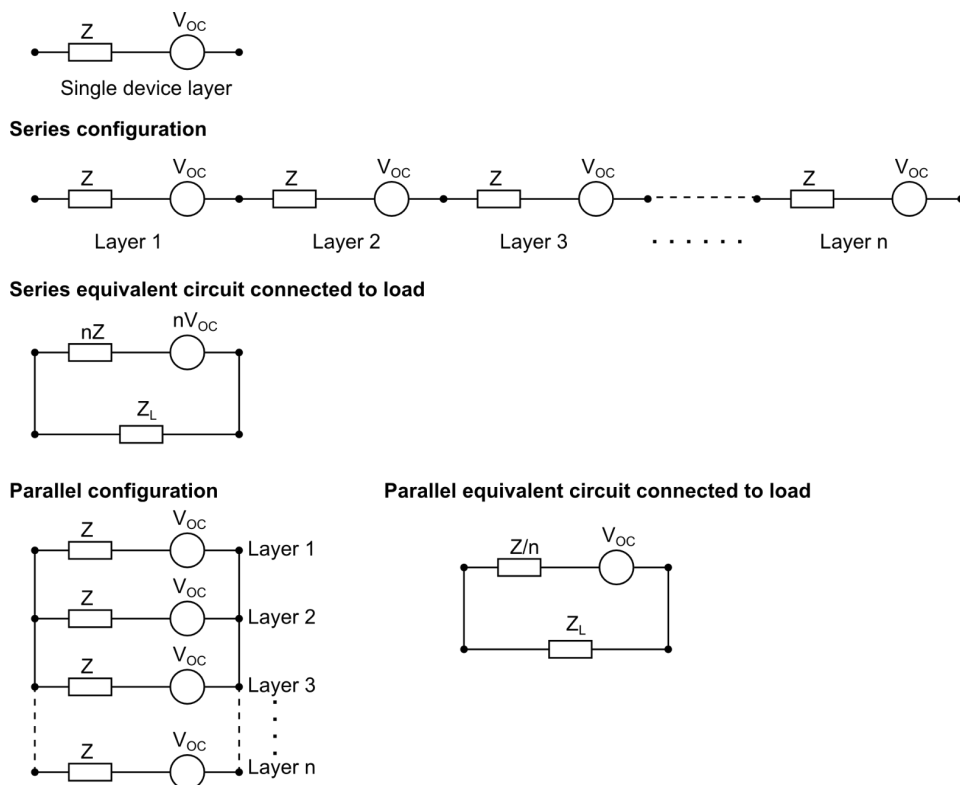 Z V_OC
Single device layer
Series configuration
Z V_OC Z V_OC Z V_OC Z V_OC
Layer 1 Layer 2 Layer 3 . . . . . . Layer n
Series equivalent circuit connected to load
nZ nV_OC
Z_L
Parallel configuration Parallel equivalent circuit connected to load
Z V_OC Layer 1
Z/n V_OC
Z V_OC Layer 2
Z_L
Z V_OC Layer 3
Z V_OC Layer n